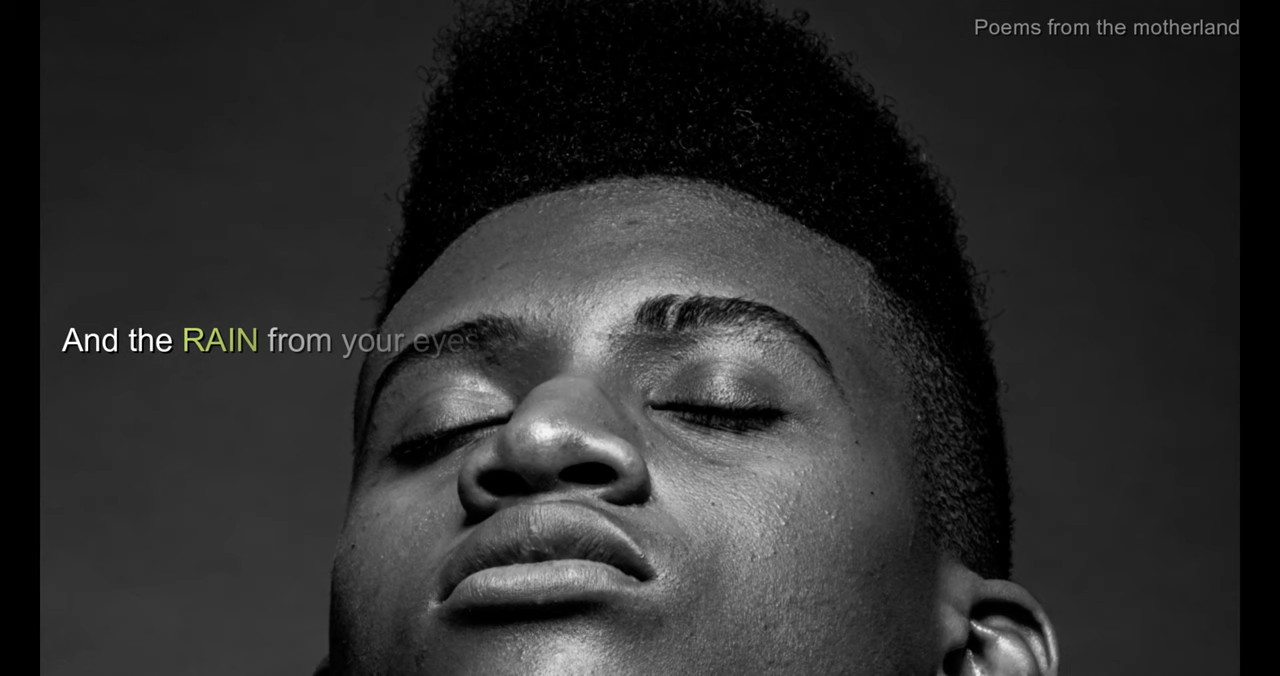 Poems from the motherland
And the RAIN from your eyes